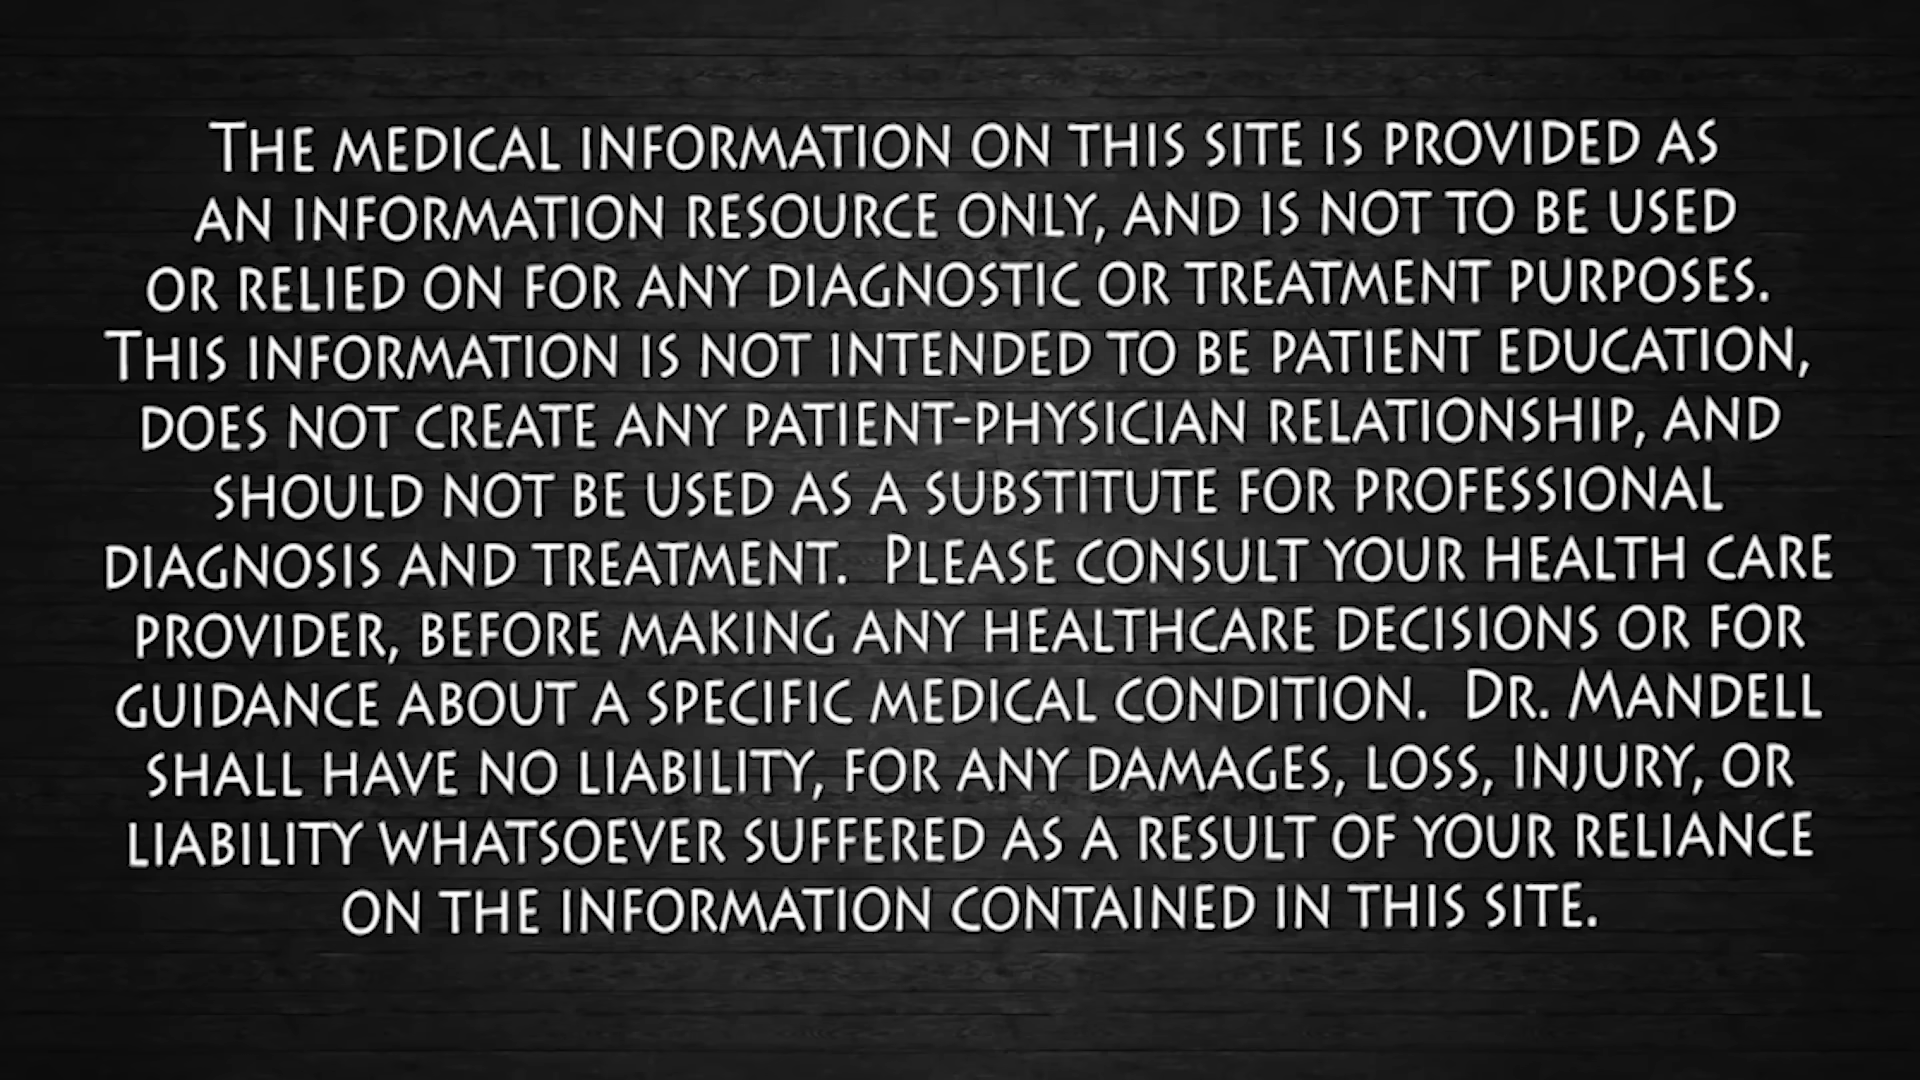 The medical information on this site is provided as
an information resource only, and is not to be used
or relied on for any diagnostic or treatment purposes.
This information is not intended to be patient education,
does not create any patient-physician relationship, and
should not be used as a substitute for professional
diagnosis and treatment.  Please consult your health care
provider, before making any healthcare decisions or for
guidance about a specific medical condition.  Dr. Mandell
shall have no liability, for any damages, loss, injury, or
liability whatsoever suffered as a result of your reliance
on the information contained in this site.